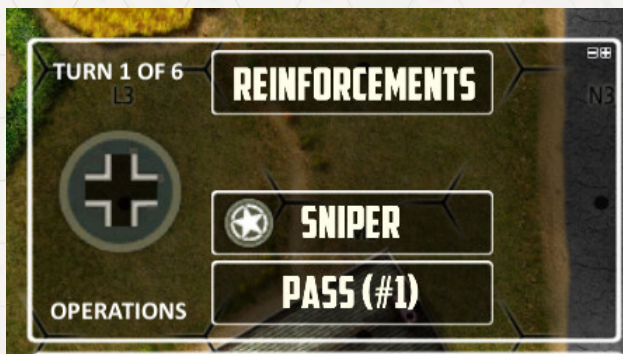 TURN 1 OF 6
REINFORCEMENTS
L3
N3
SNIPER
PASS (#1)
OPERATIONS